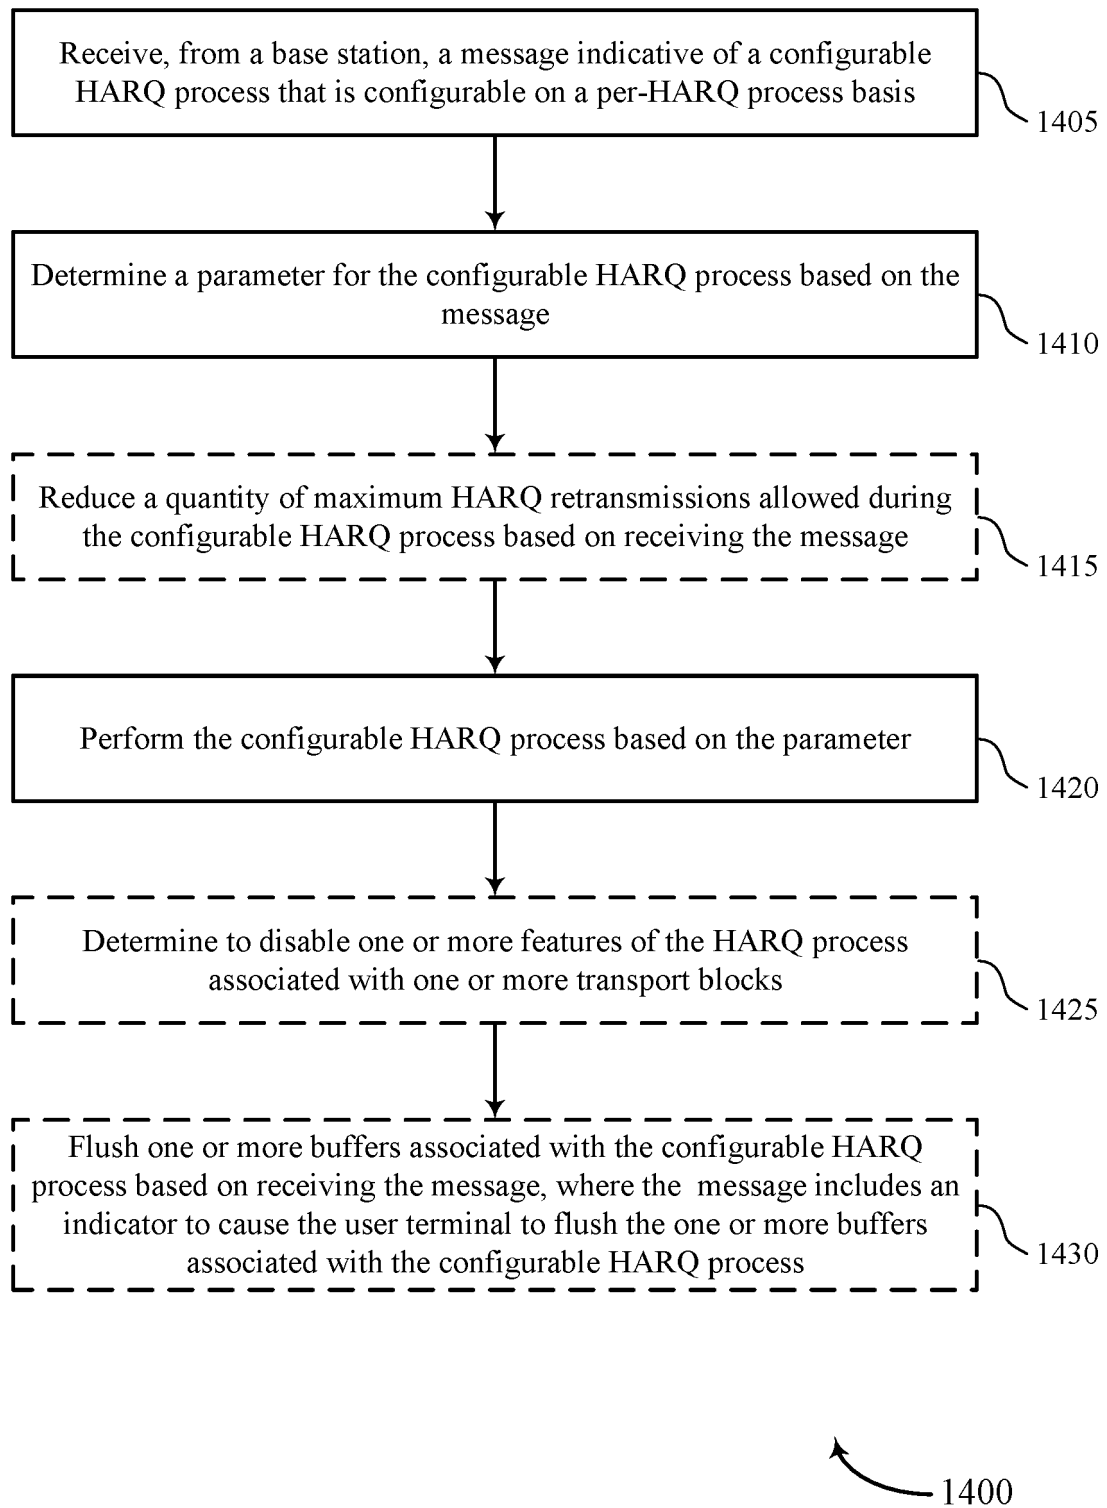 Receive, from a base station, a message indicative of a configurable
HARQ process that is configurable on a per-HARQ process basis
1405
Determine a parameter for the configurable HARQ process based on the
message
1410
Reduce a quantity of maximum HARQ retransmissions allowed during
the configurable HARQ process based on receiving the message
1415
Perform the configurable HARQ process based on the parameter
1420
Determine to disable one or more features of the HARQ process
associated with one or more transport blocks
1425
Flush one or more buffers associated with the configurable HARQ
process based on receiving the message, where the message includes an
indicator to cause the user terminal to flush the one or more buffers
associated with the configurable HARQ process
1430
1400